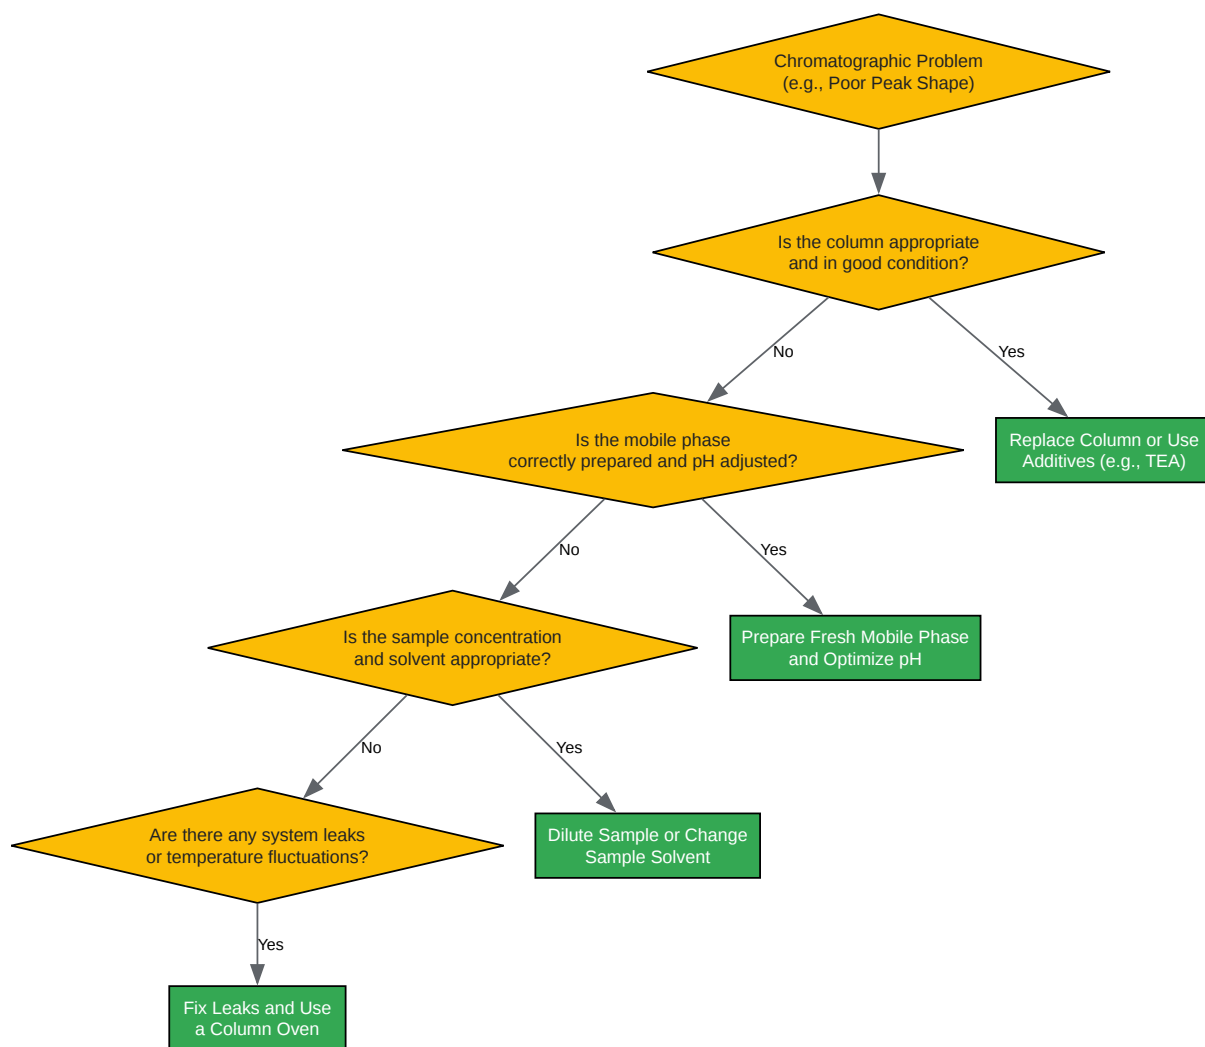 Chromatographic Problem
(e.g., Poor Peak Shape)
Is the column appropriate
and in good condition?
No
Yes
Is the mobile phase
correctly prepared and pH adjusted?
Replace Column or Use
Additives (e.g., TEA)
No
Yes
Is the sample concentration
and solvent appropriate?
Prepare Fresh Mobile Phase
and Optimize pH
No
Yes
Are there any system leaks
or temperature fluctuations?
Dilute Sample or Change
Sample Solvent
Yes
Fix Leaks and Use
a Column Oven